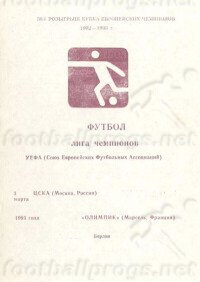 РОЗЫГРЫШ КУБКА ЕВРОПЕЙСКИХ ЧЕМПИОНОВ
1992-1993 г.
ФУТБОЛ
лига чемпионов
УЕФА (Союз Европейских Футбольных Ассоциаций)
3 ЦСКА (Москва, Россия)
марта
1993 года «ОЛИМПИК» (Марсель, Франция)
Берлин
footballprogs.net